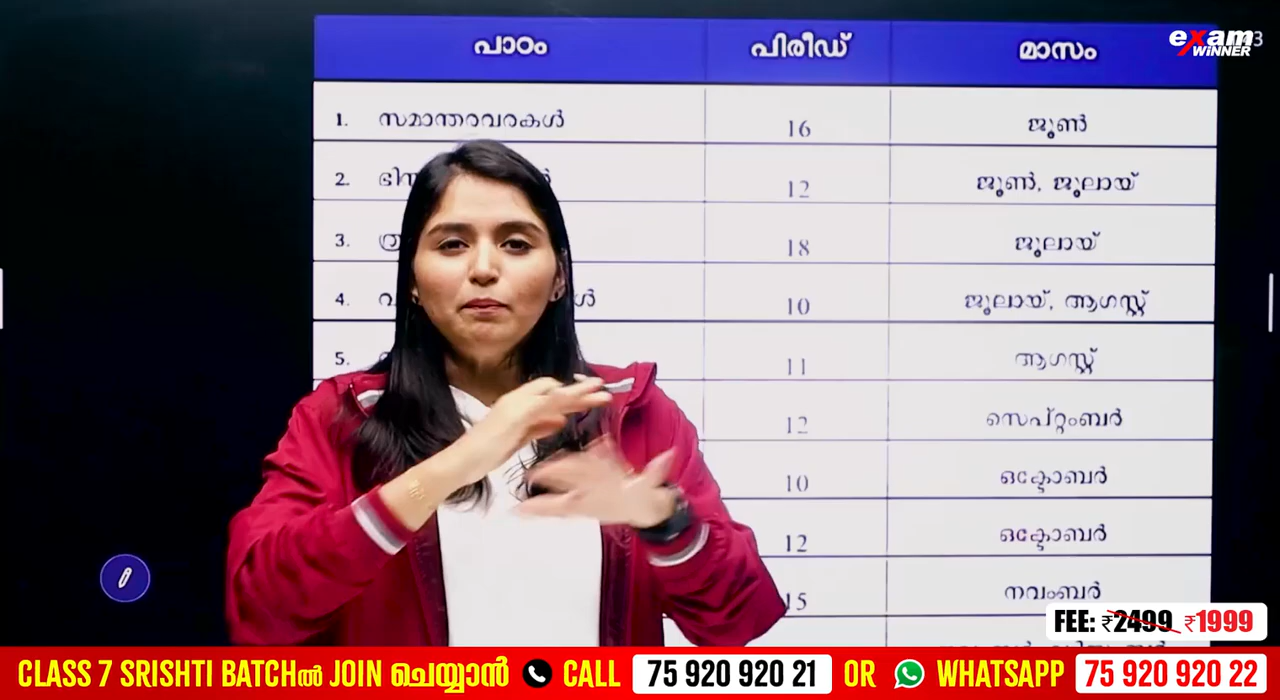 exam WINNER
പാഠം പിരീഡ് മാസം
1. സമാന്തരവരകൾ 16 ജൂൺ
2. 12 ജൂൺ, ജൂലായ്
3. 18 ജൂലായ്
4. 10 ജൂലായ്, ആഗസ്റ്റ്
5. 11 ആഗസ്റ്റ്
12 സെപ്റ്റംബർ
10 ഒക്ടോബർ
12 ഒക്ടോബർ
15 നവംബർ
FEE: ₹2499 ₹1999
CLASS 7 SRISHTI BATCHൽ JOIN ചെയ്യാൻ CALL 75 920 920 21 OR WHATSAPP 75 920 920 22